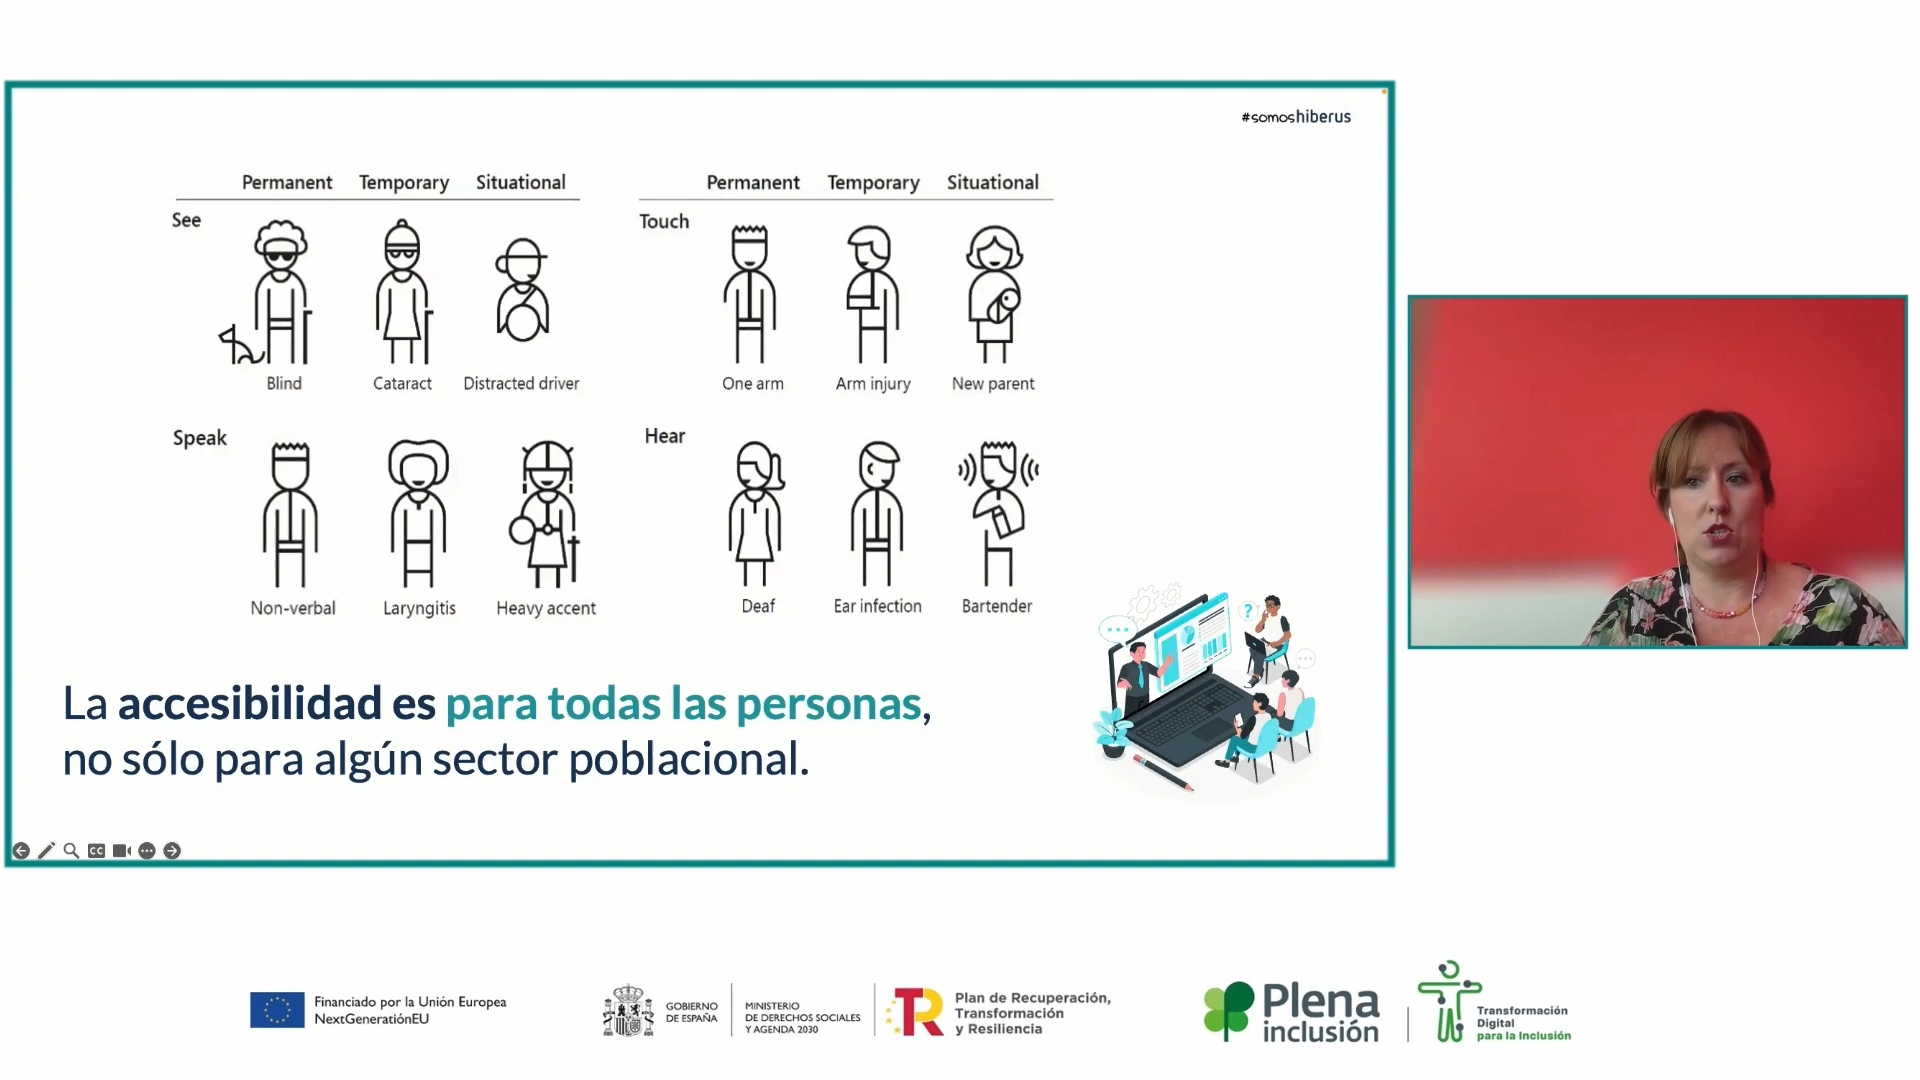 #somoshiberus
Permanent Temporary Situational
See
Blind Cataract Distracted driver
Permanent Temporary Situational
Touch
One arm Arm injury New parent
Speak
Non-verbal Laryngitis Heavy accent
Hear
Deaf Ear infection Bartender
La accesibilidad es para todas las personas,
no sólo para algún sector poblacional.
?
CC
Financiado por la Unión Europea
NextGenerationEU
GOBIERNO
DE ESPAÑA
MINISTERIO
DE DERECHOS SOCIALES
Y AGENDA 2030
TR
Plan de Recuperación,
Transformación
y Resiliencia
Plena
inclusión
Transformación
Digital
para la Inclusión